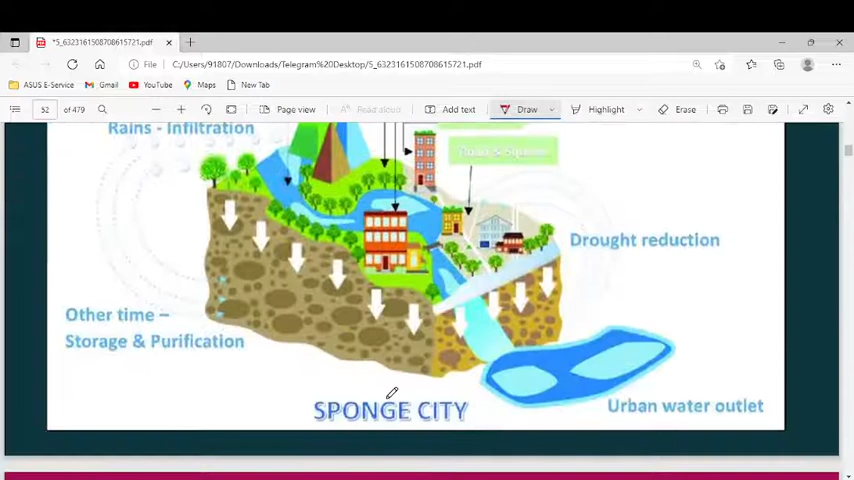 *5_6323161508708615721.pdf
File
C:/Users/91807/Downloads/Telegram%20Desktop/5_6323161508708615721.pdf
ASUS E-Service
Gmail
YouTube
Maps
New Tab
52 of 479
Page view
Read aloud
Add text
Draw
Highlight
Erase
Rains - Infiltration
Drought reduction
Other time –
Storage & Purification
SPONGE CITY
Urban water outlet